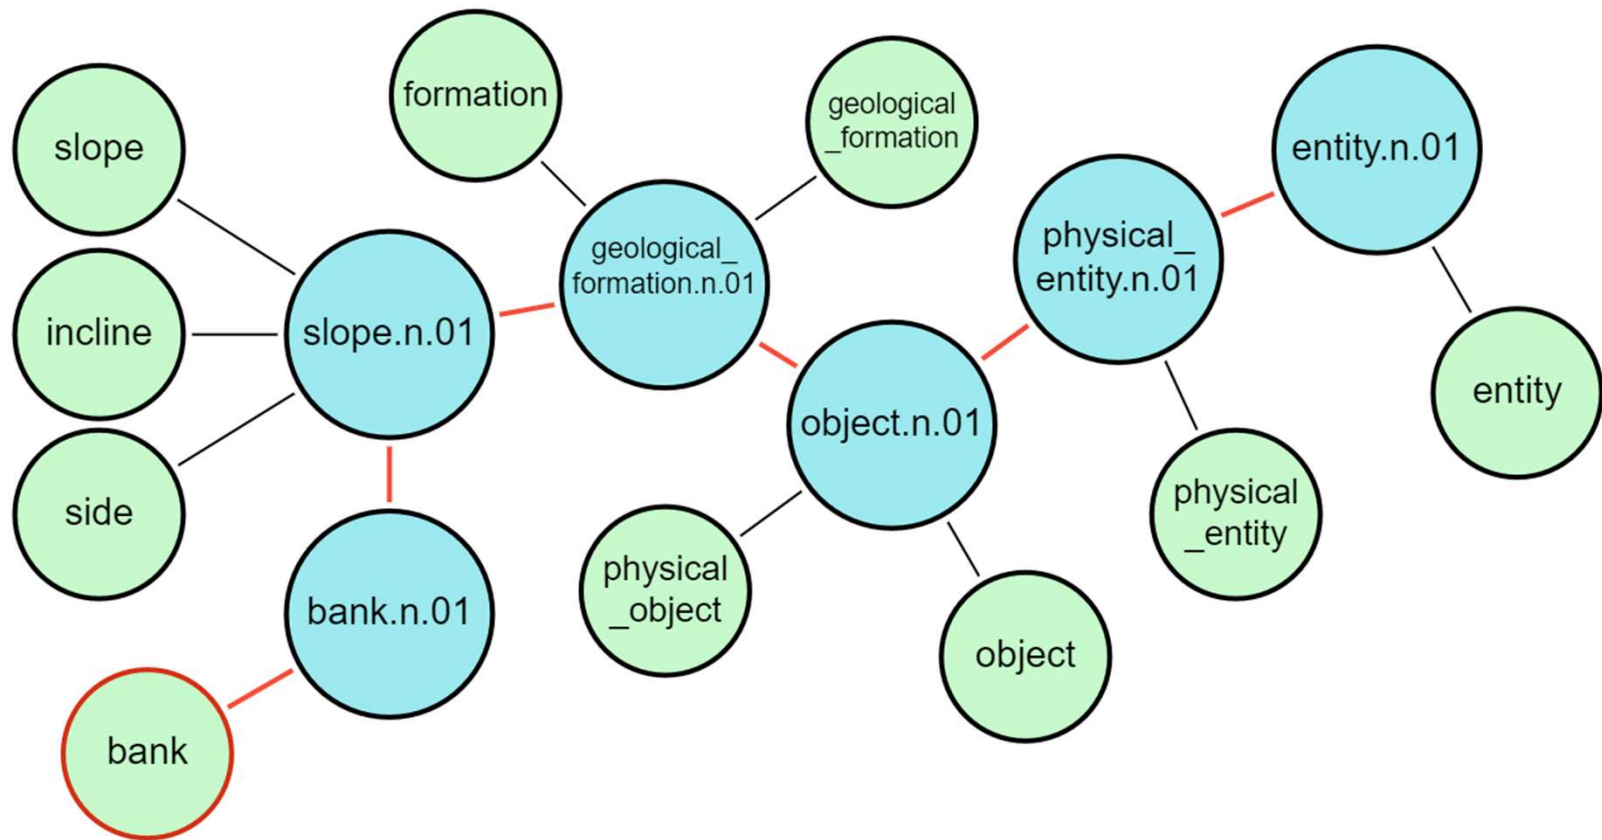 formation
geological
_formation
slope
entity.n.01
physical_
entity.n.01
geological_
formation.n.01
incline
slope.n.01
object.n.01
entity
side
physical
_entity
physical
_object
bank.n.01
object
bank